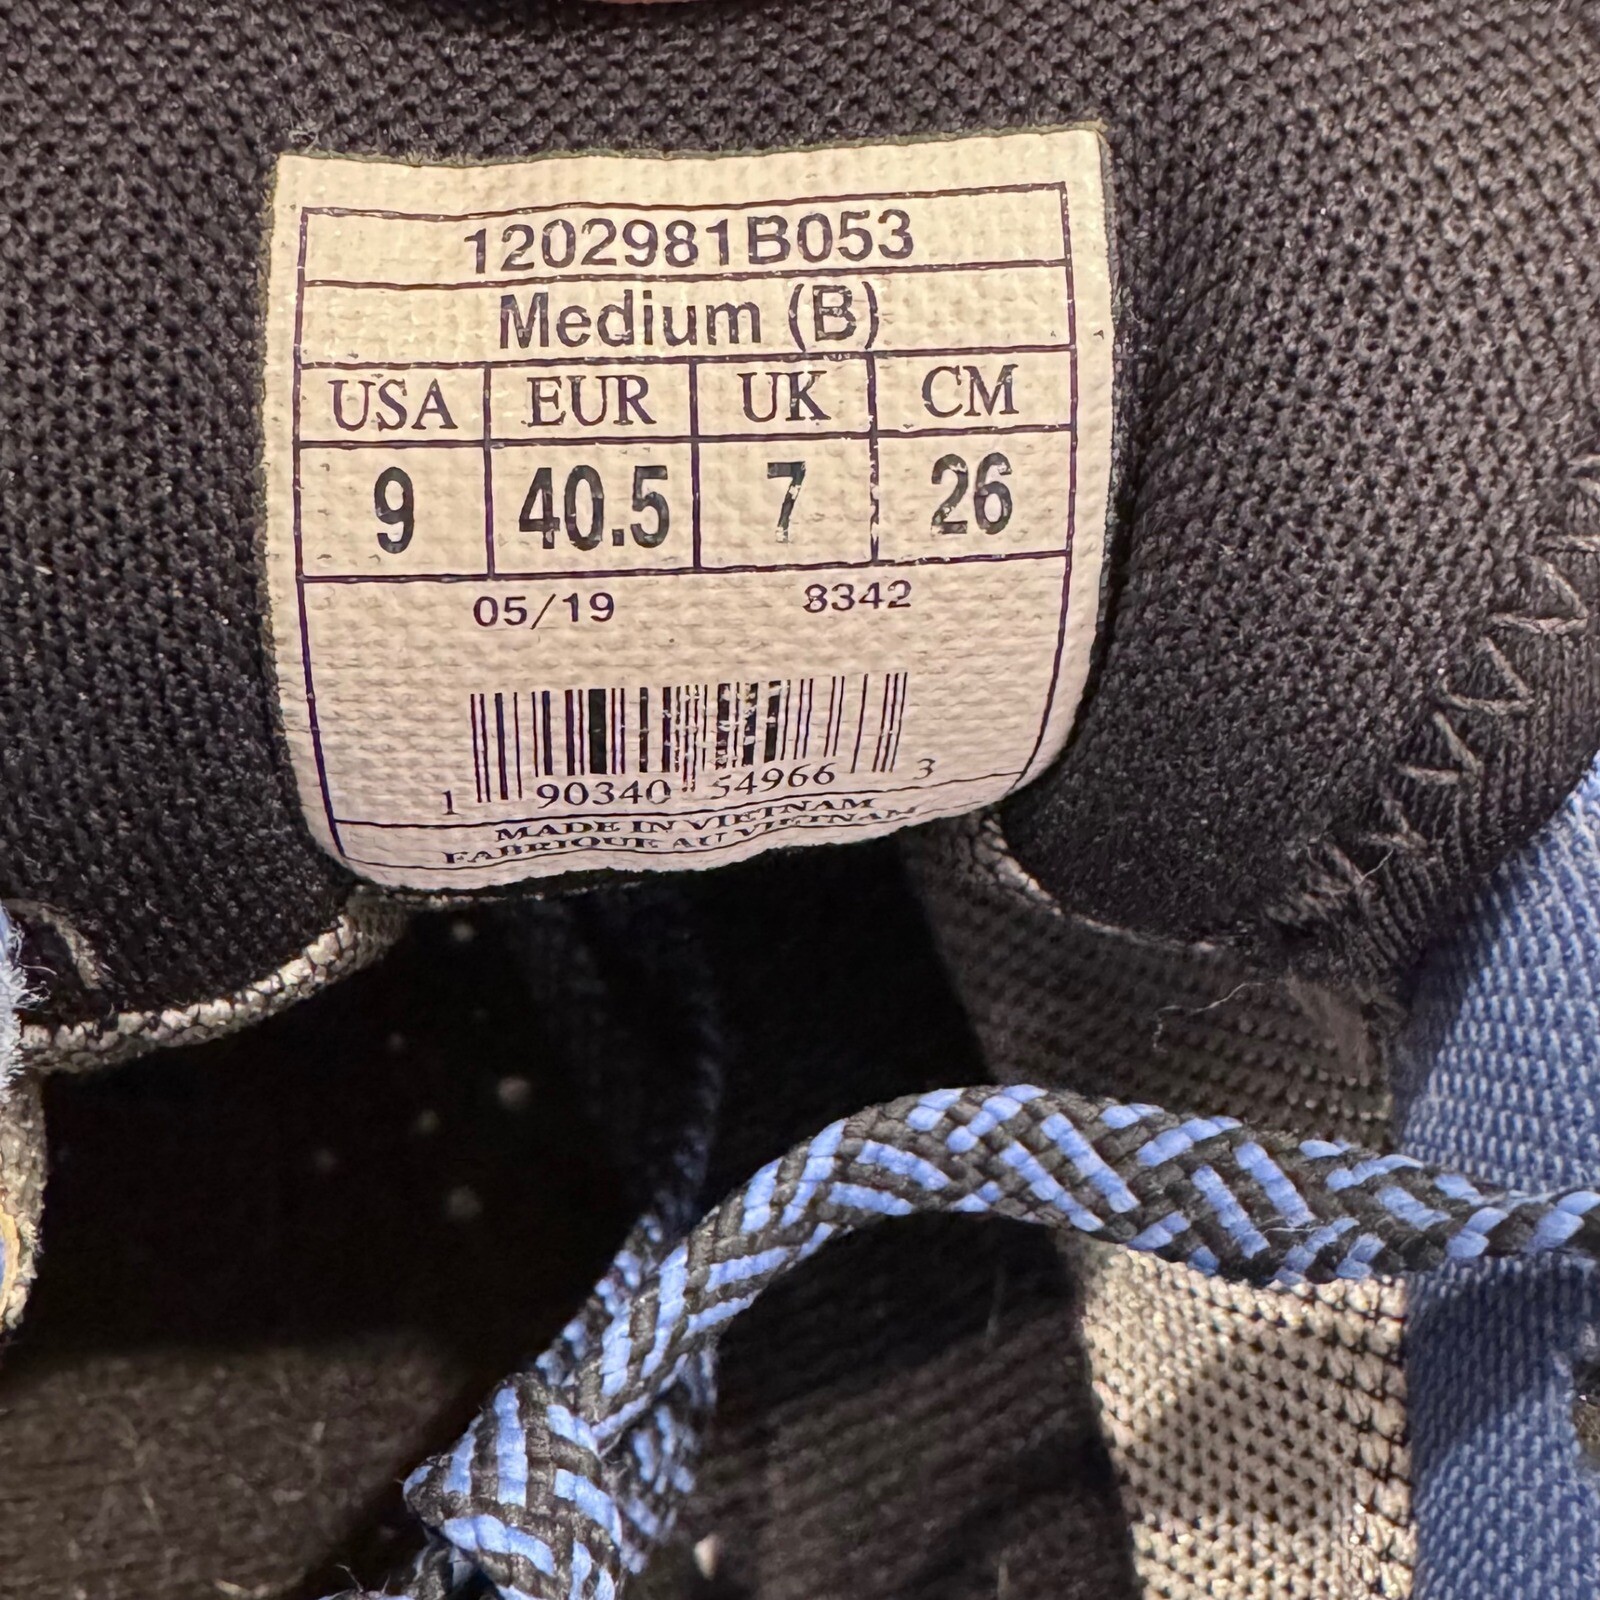 1202981B053
Medium (B)
USA EUR UK CM
9 40.5 7 26
05/19 8342
1 90340 54966 3
MADE IN VIETNAM
FABRIQUE AU VIETNAM